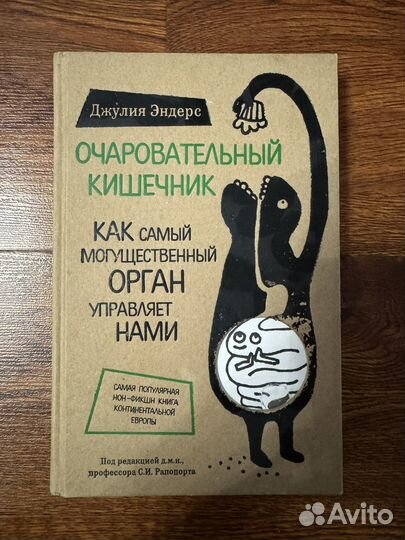 Джулия Эндерс
ОЧАРОВАТЕЛЬНЫЙ
КИШЕЧНИК
КАК САМЫЙ
МОГУЩЕСТВЕННЫЙ
ОРГАН
УПРАВЛЯЕТ
НАМИ
САМАЯ ПОПУЛЯРНАЯ
НОН-ФИКШН КНИГА
КОНТИНЕНТАЛЬНОЙ
ЕВРОПЫ
Под редакцией д.м.н.,
профессора С.И. Рапопорта
Avito